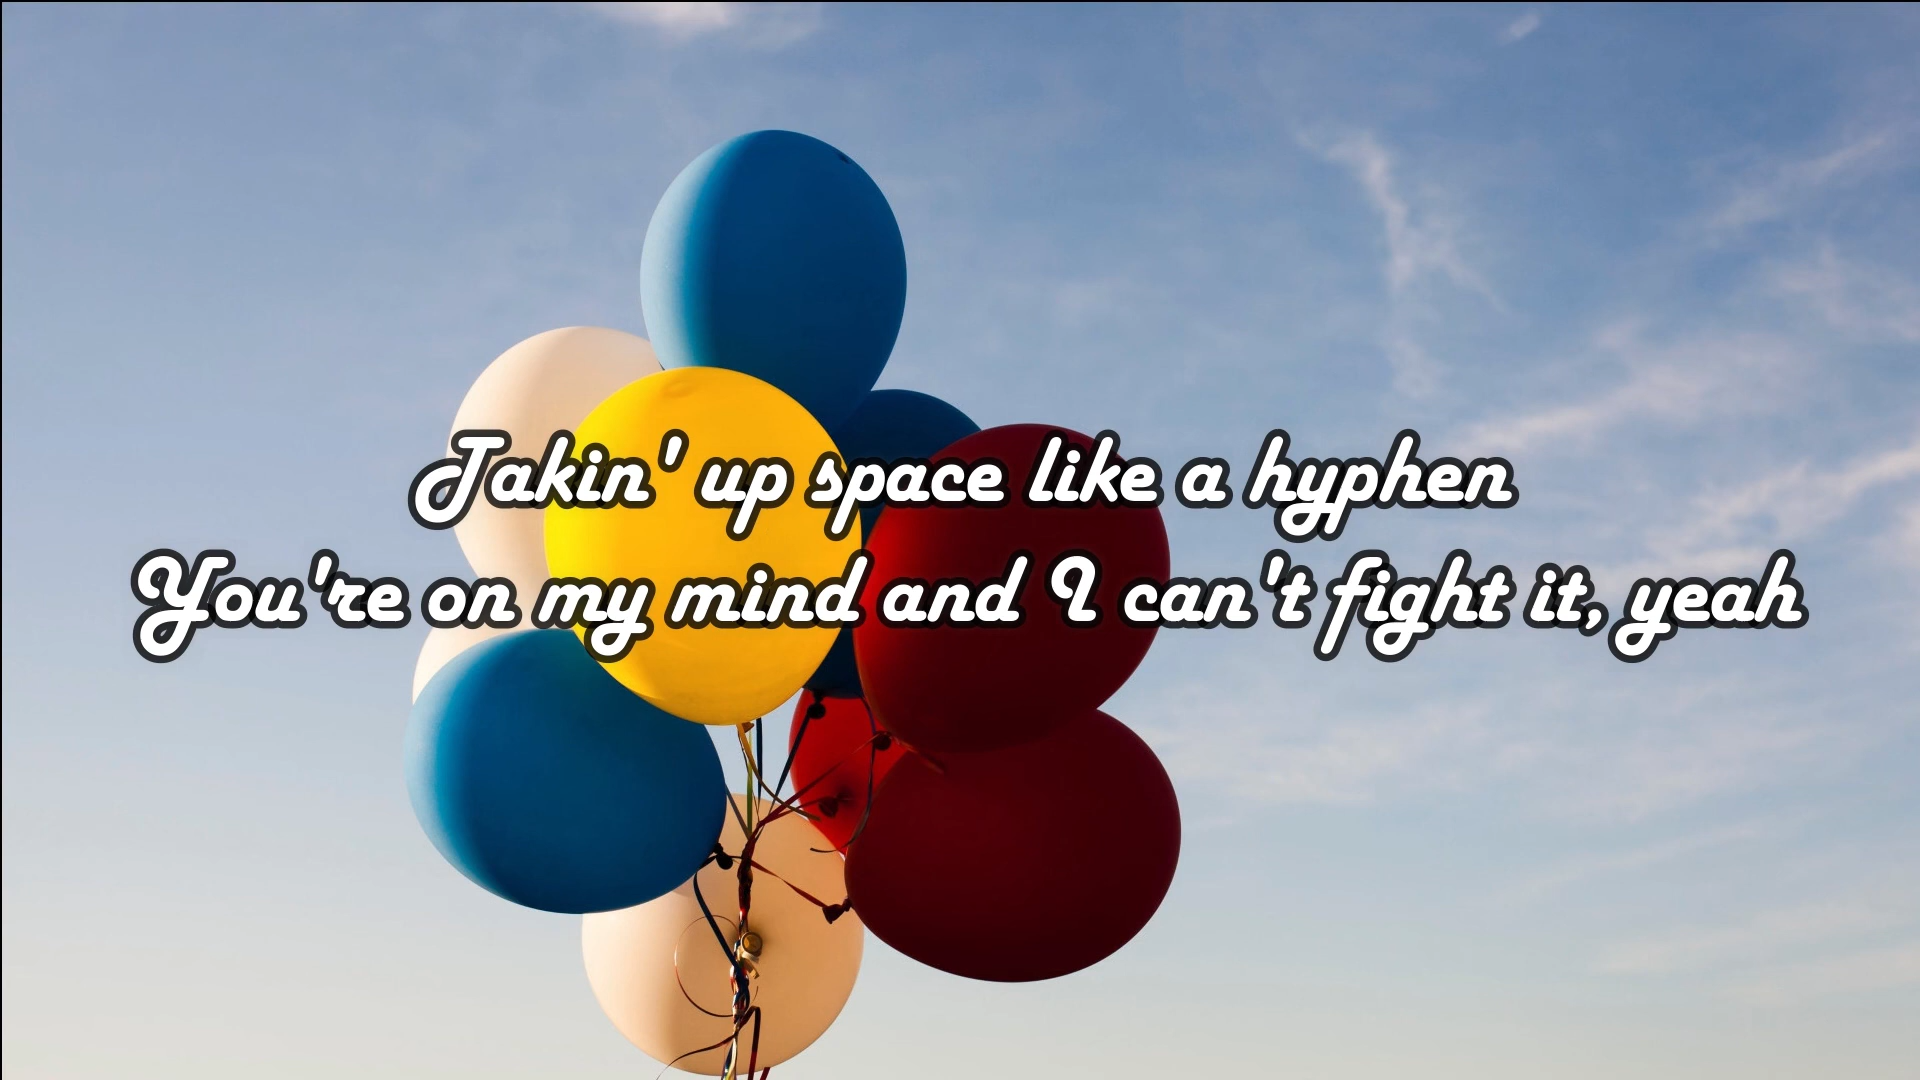 Takin' up space like a hyphen
You're on my mind and I can't fight it, yeah